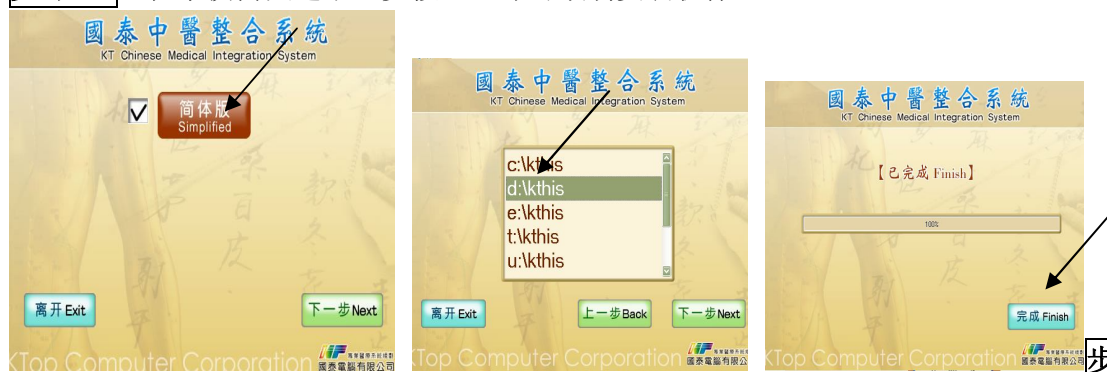 國泰中醫整合系統
KT Chinese Medical Integration System
简体版
Simplified
离开 Exit
下一步 Next
KTop Computer Corporation
國泰電腦有限公司
國泰中醫整合系統
KT Chinese Medical Integration System
c:\kthis
d:\kthis
e:\kthis
t:\kthis
u:\kthis
离开 Exit
上一步 Back
下一步 Next
KTop Computer Corporation
國泰電腦有限公
國泰中醫整合系統
KT Chinese Medical Integration System
【已完成 Finish】
100%
完成 Finish
KTop Computer Corporation
國泰電腦有限公司
步